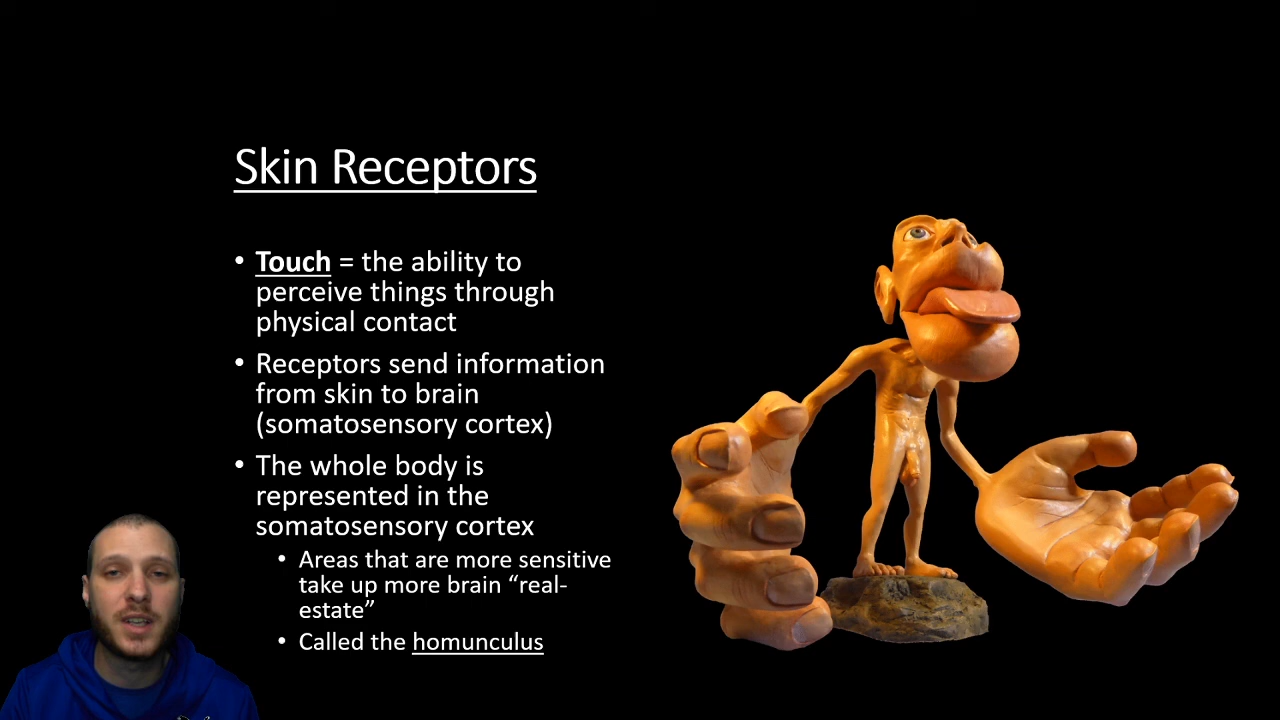 Skin Receptors
• Touch = the ability to
perceive things through
physical contact
• Receptors send information
from skin to brain
(somatosensory cortex)
• The whole body is
represented in the
somatosensory cortex
• Areas that are more sensitive
take up more brain “real-
estate”
• Called the homunculus